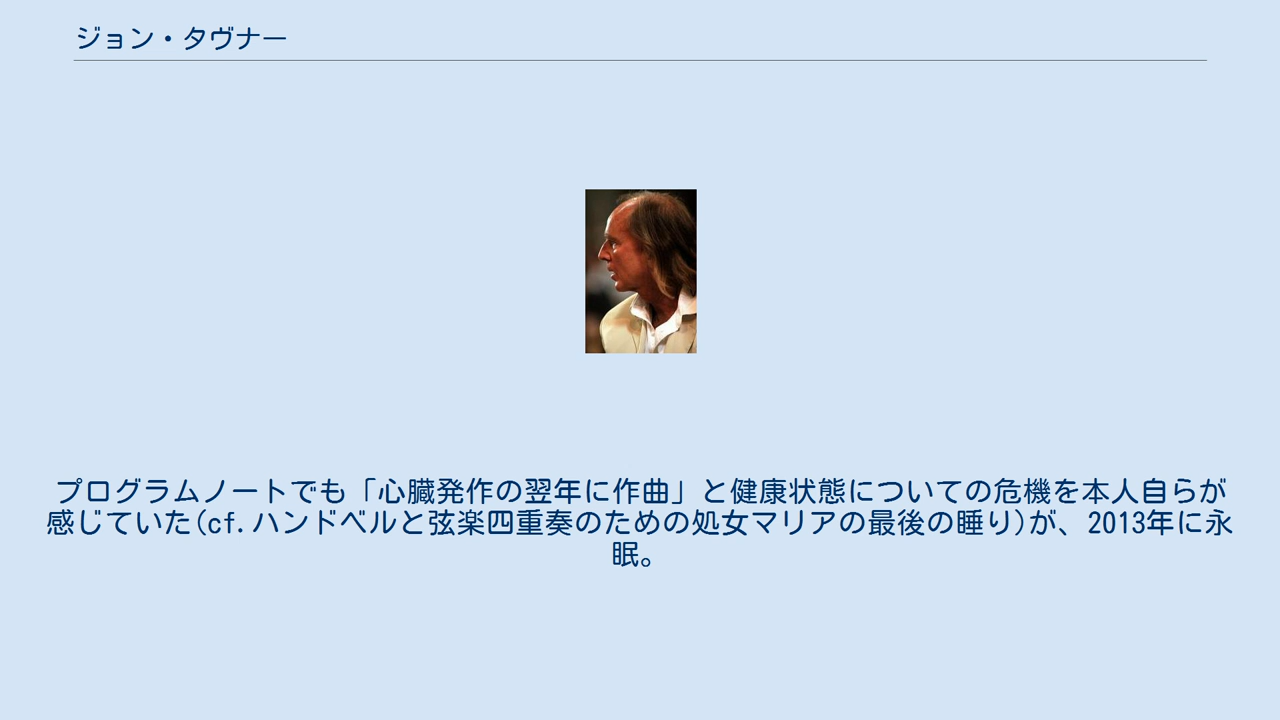 ジョン・タヴナー
プログラムノートでも「心臓発作の翌年に作曲」と健康状態についての危機を本人自らが
感じていた(cf.ハンドベルと弦楽四重奏のための処女マリアの最後の睡り)が、2013年に永
眠。